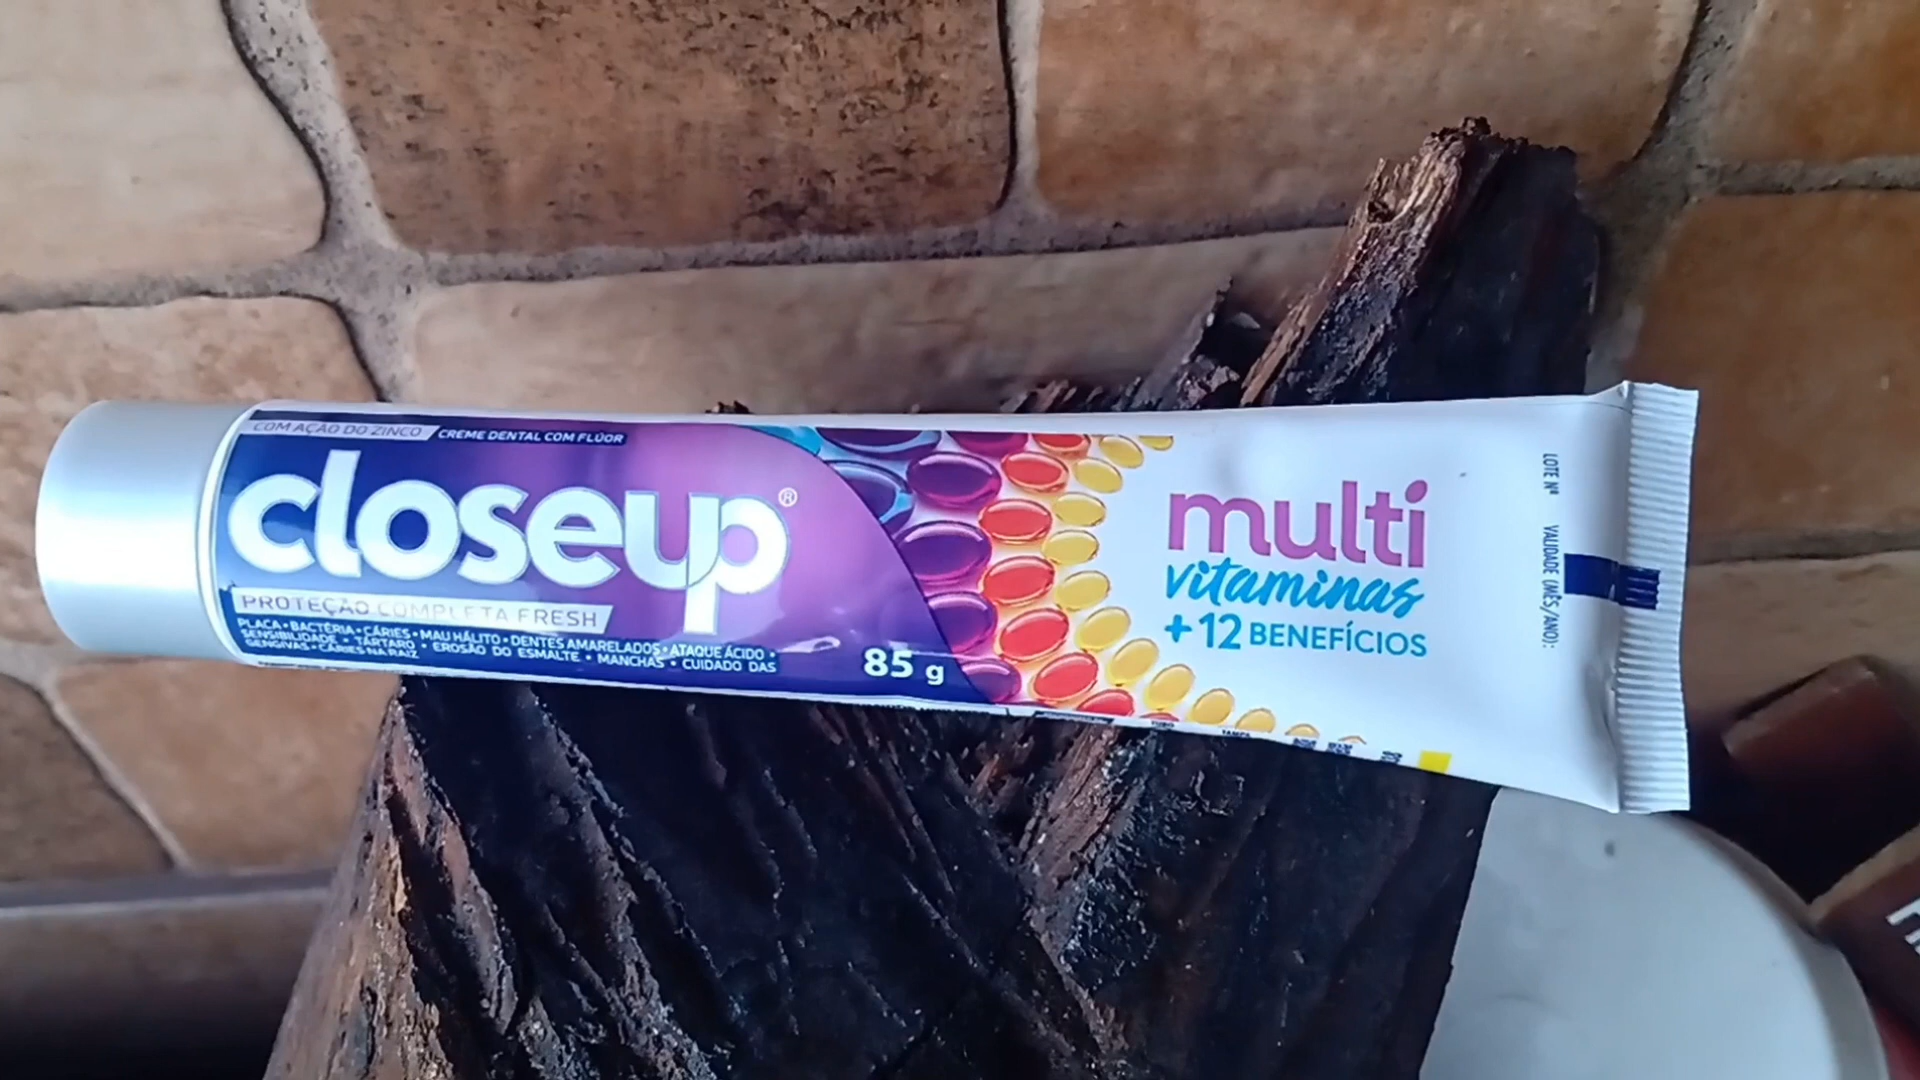 COM AÇÃO DO ZINCO CREME DENTAL COM FLÚOR
closeup®
PROTEÇÃO COMPLETA FRESH
PLACA • BACTÉRIA • CÁRIES • MAU HÁLITO • DENTES AMARELADOS • ATAQUE ÁCIDO •
SENSIBILIDADE • TÁRTARO • EROSÃO DO ESMALTE • MANCHAS • CUIDADO DAS
GENGIVAS • CÁRIES NA RAIZ
85 g
multi
vitaminas
+12 BENEFÍCIOS
LOTE Nº VALIDADE (MÊS/ANO):